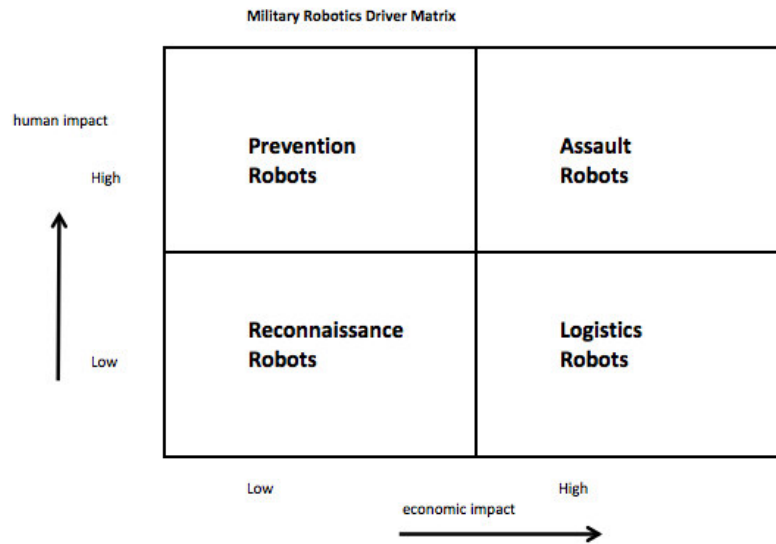 Military Robotics Driver Matrix
human impact
High
Prevention
Robots
Assault
Robots
Low
Reconnaissance
Robots
Logistics
Robots
Low
High
economic impact